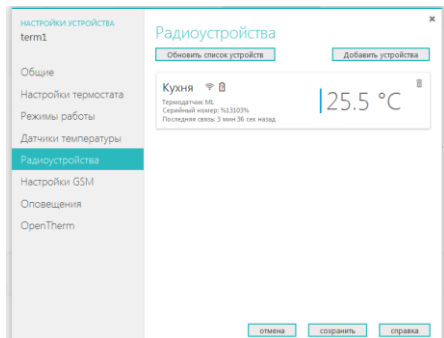 НАСТРОЙКИ УСТРОЙСТВА
term1
Общие
Настройки термостата
Режимы работы
Датчики температуры
Радиоустройства
Настройки GSM
Оповещения
OpenTherm
Радиоустройства
Обновить список устройств
Добавить устройства
Кухня
Термодатчик ML
Серийный номер: %13103%
Последняя связь: 3 мин 36 сек назад
25.5 °C
отмена
сохранить
справка